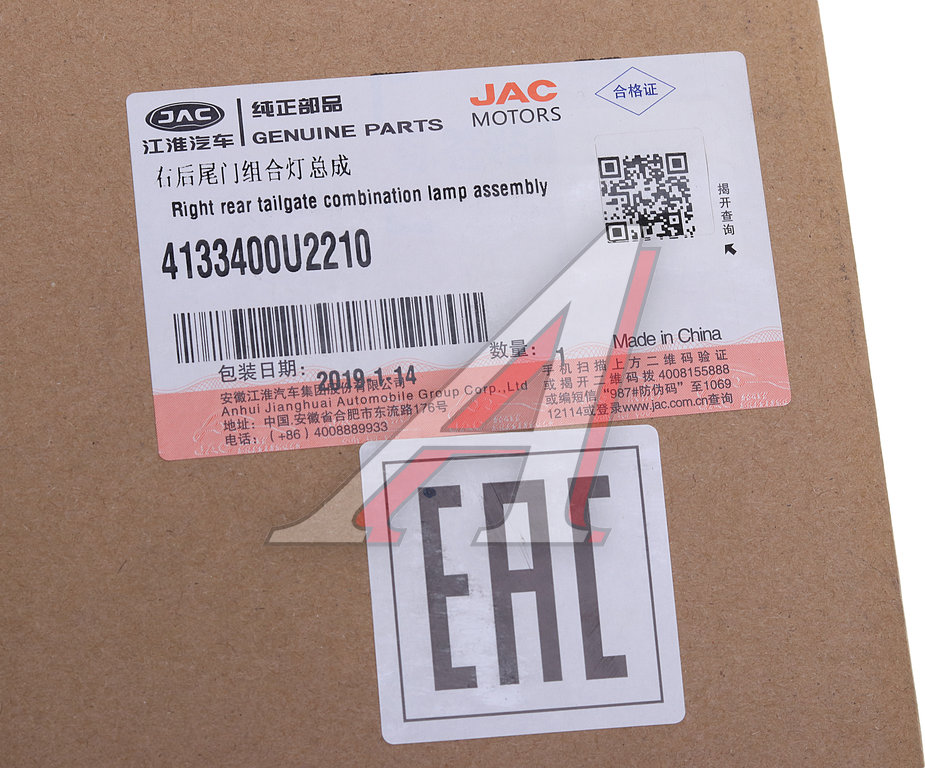 JAC
江淮汽车
纯正部品
GENUINE PARTS
JAC
MOTORS
合格证
右后尾门组合灯总成
Right rear tailgate combination lamp assembly
4133400U2210
揭开查询
包装日期: 2019-1-14
数量: 1
Made in China
安徽江淮汽车集团股份有限公司
Anhui Jianghuai Automobile Group Corp.,Ltd
地址: 中国.安徽省合肥市东流路176号
电话: (+86) 4008889933
手机扫描上方二维码验证
或揭开二维码拨4008155888
或编短信"987#防伪码"至1069
12114或登录www.jac.com.cn查询
EAC